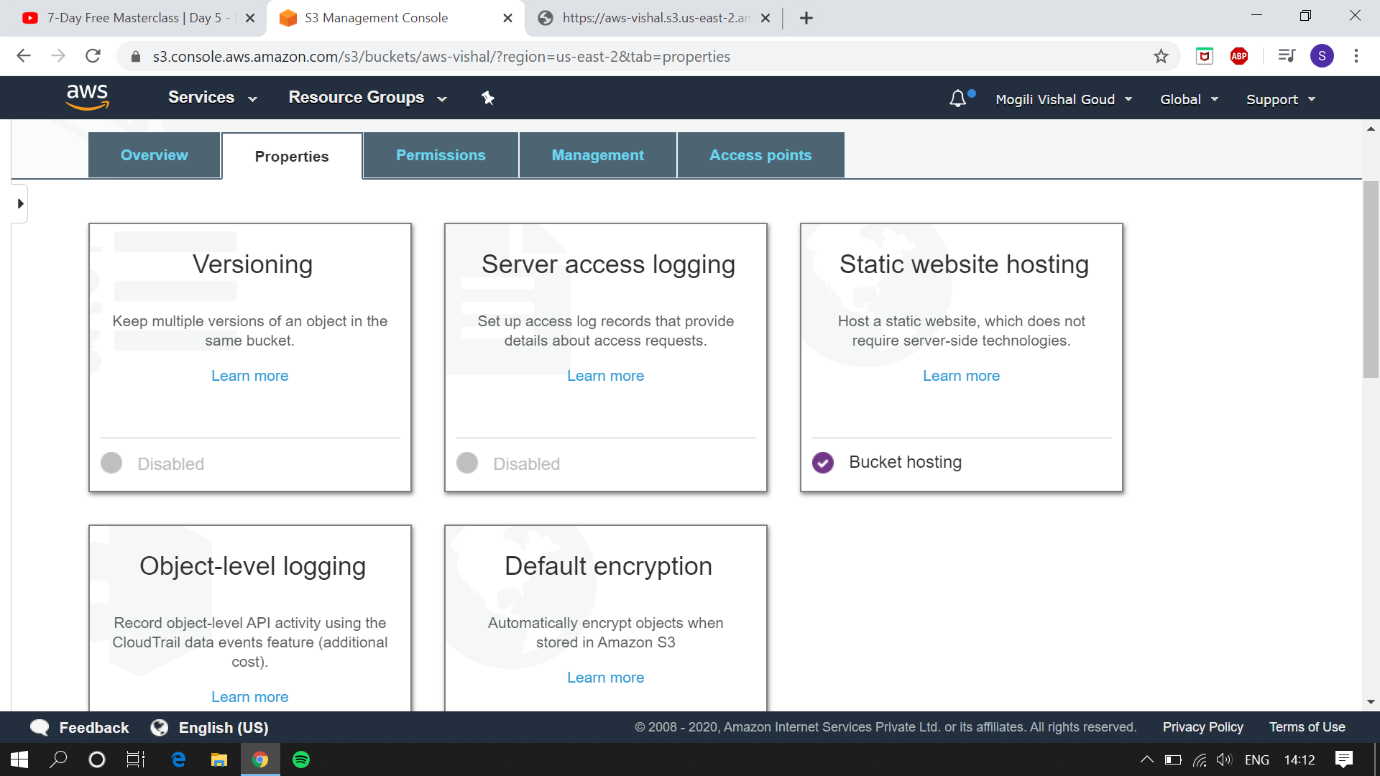 7-Day Free Masterclass | Day 5 -
S3 Management Console
https://aws-vishal.s3.us-east-2.am
s3.console.aws.amazon.com/s3/buckets/aws-vishal/?region=us-east-2&tab=properties
ABP
S
aws
Services
Resource Groups
Mogili Vishal Goud
Global
Support
Overview
Properties
Permissions
Management
Access points
Versioning
Keep multiple versions of an object in the
same bucket.
Learn more
Disabled
Server access logging
Set up access log records that provide
details about access requests.
Learn more
Disabled
Static website hosting
Host a static website, which does not
require server-side technologies.
Learn more
Bucket hosting
Object-level logging
Record object-level API activity using the
CloudTrail data events feature (additional
cost).
Learn more
Default encryption
Automatically encrypt objects when
stored in Amazon S3
Learn more
Feedback
English (US)
© 2008 - 2020, Amazon Internet Services Private Ltd. or its affiliates. All rights reserved.
Privacy Policy
Terms of Use
ENG
14:12